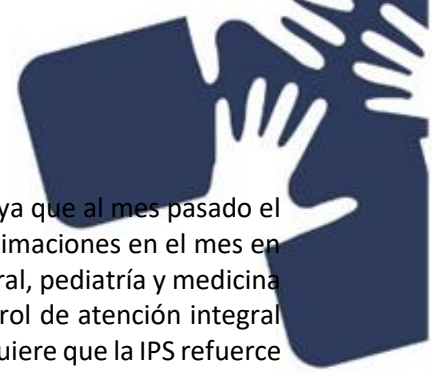 ya que al mes pasado el
imaciones en el mes en
ral, pediatría y medicina
rol de atención integral
uiere que la IPS refuerce